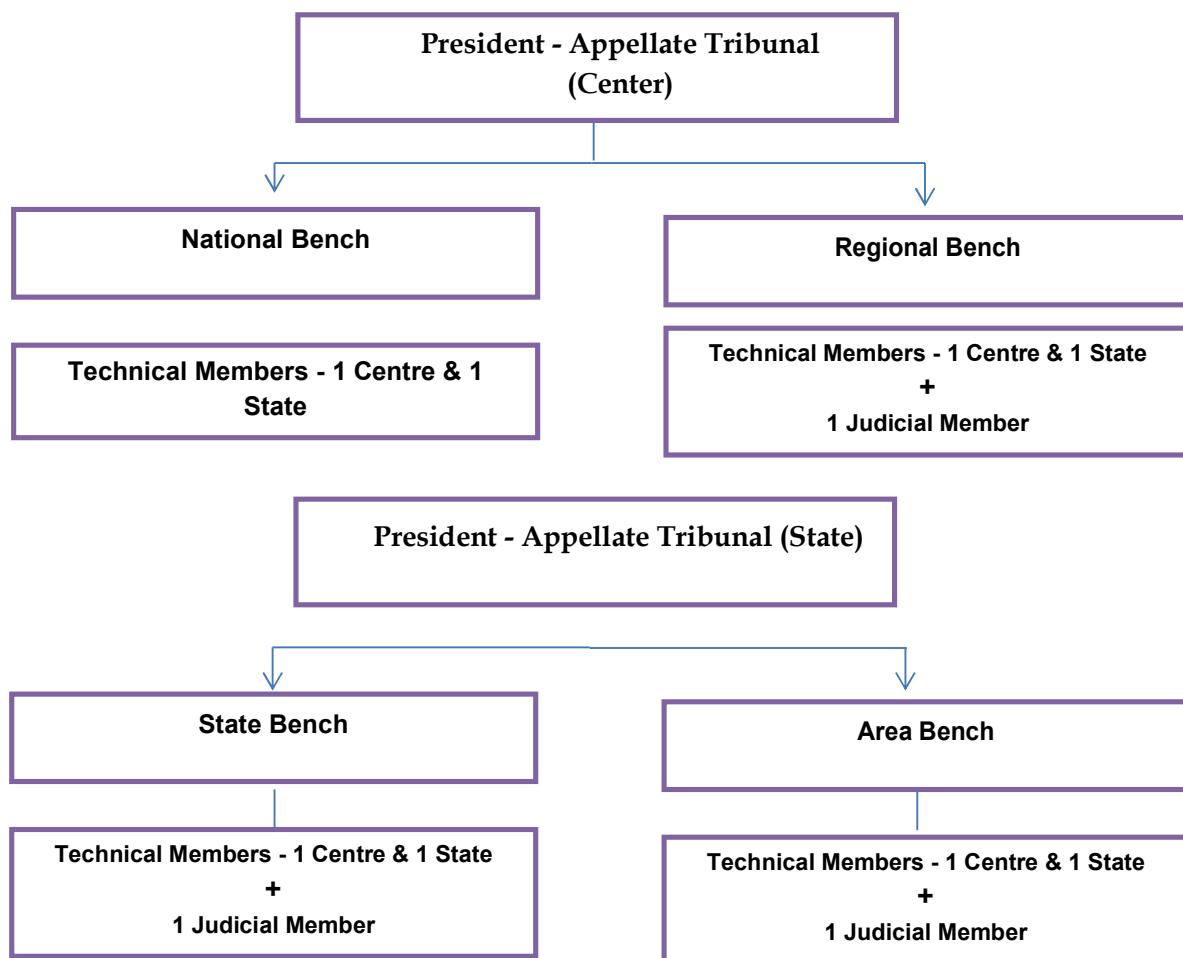 President - Appellate Tribunal
(Center)
National Bench
Regional Bench
Technical Members - 1 Centre & 1
State
Technical Members - 1 Centre & 1 State
+
1 Judicial Member
President - Appellate Tribunal (State)
State Bench
Area Bench
Technical Members - 1 Centre & 1 State
+
1 Judicial Member
Technical Members - 1 Centre & 1 State
+
1 Judicial Member